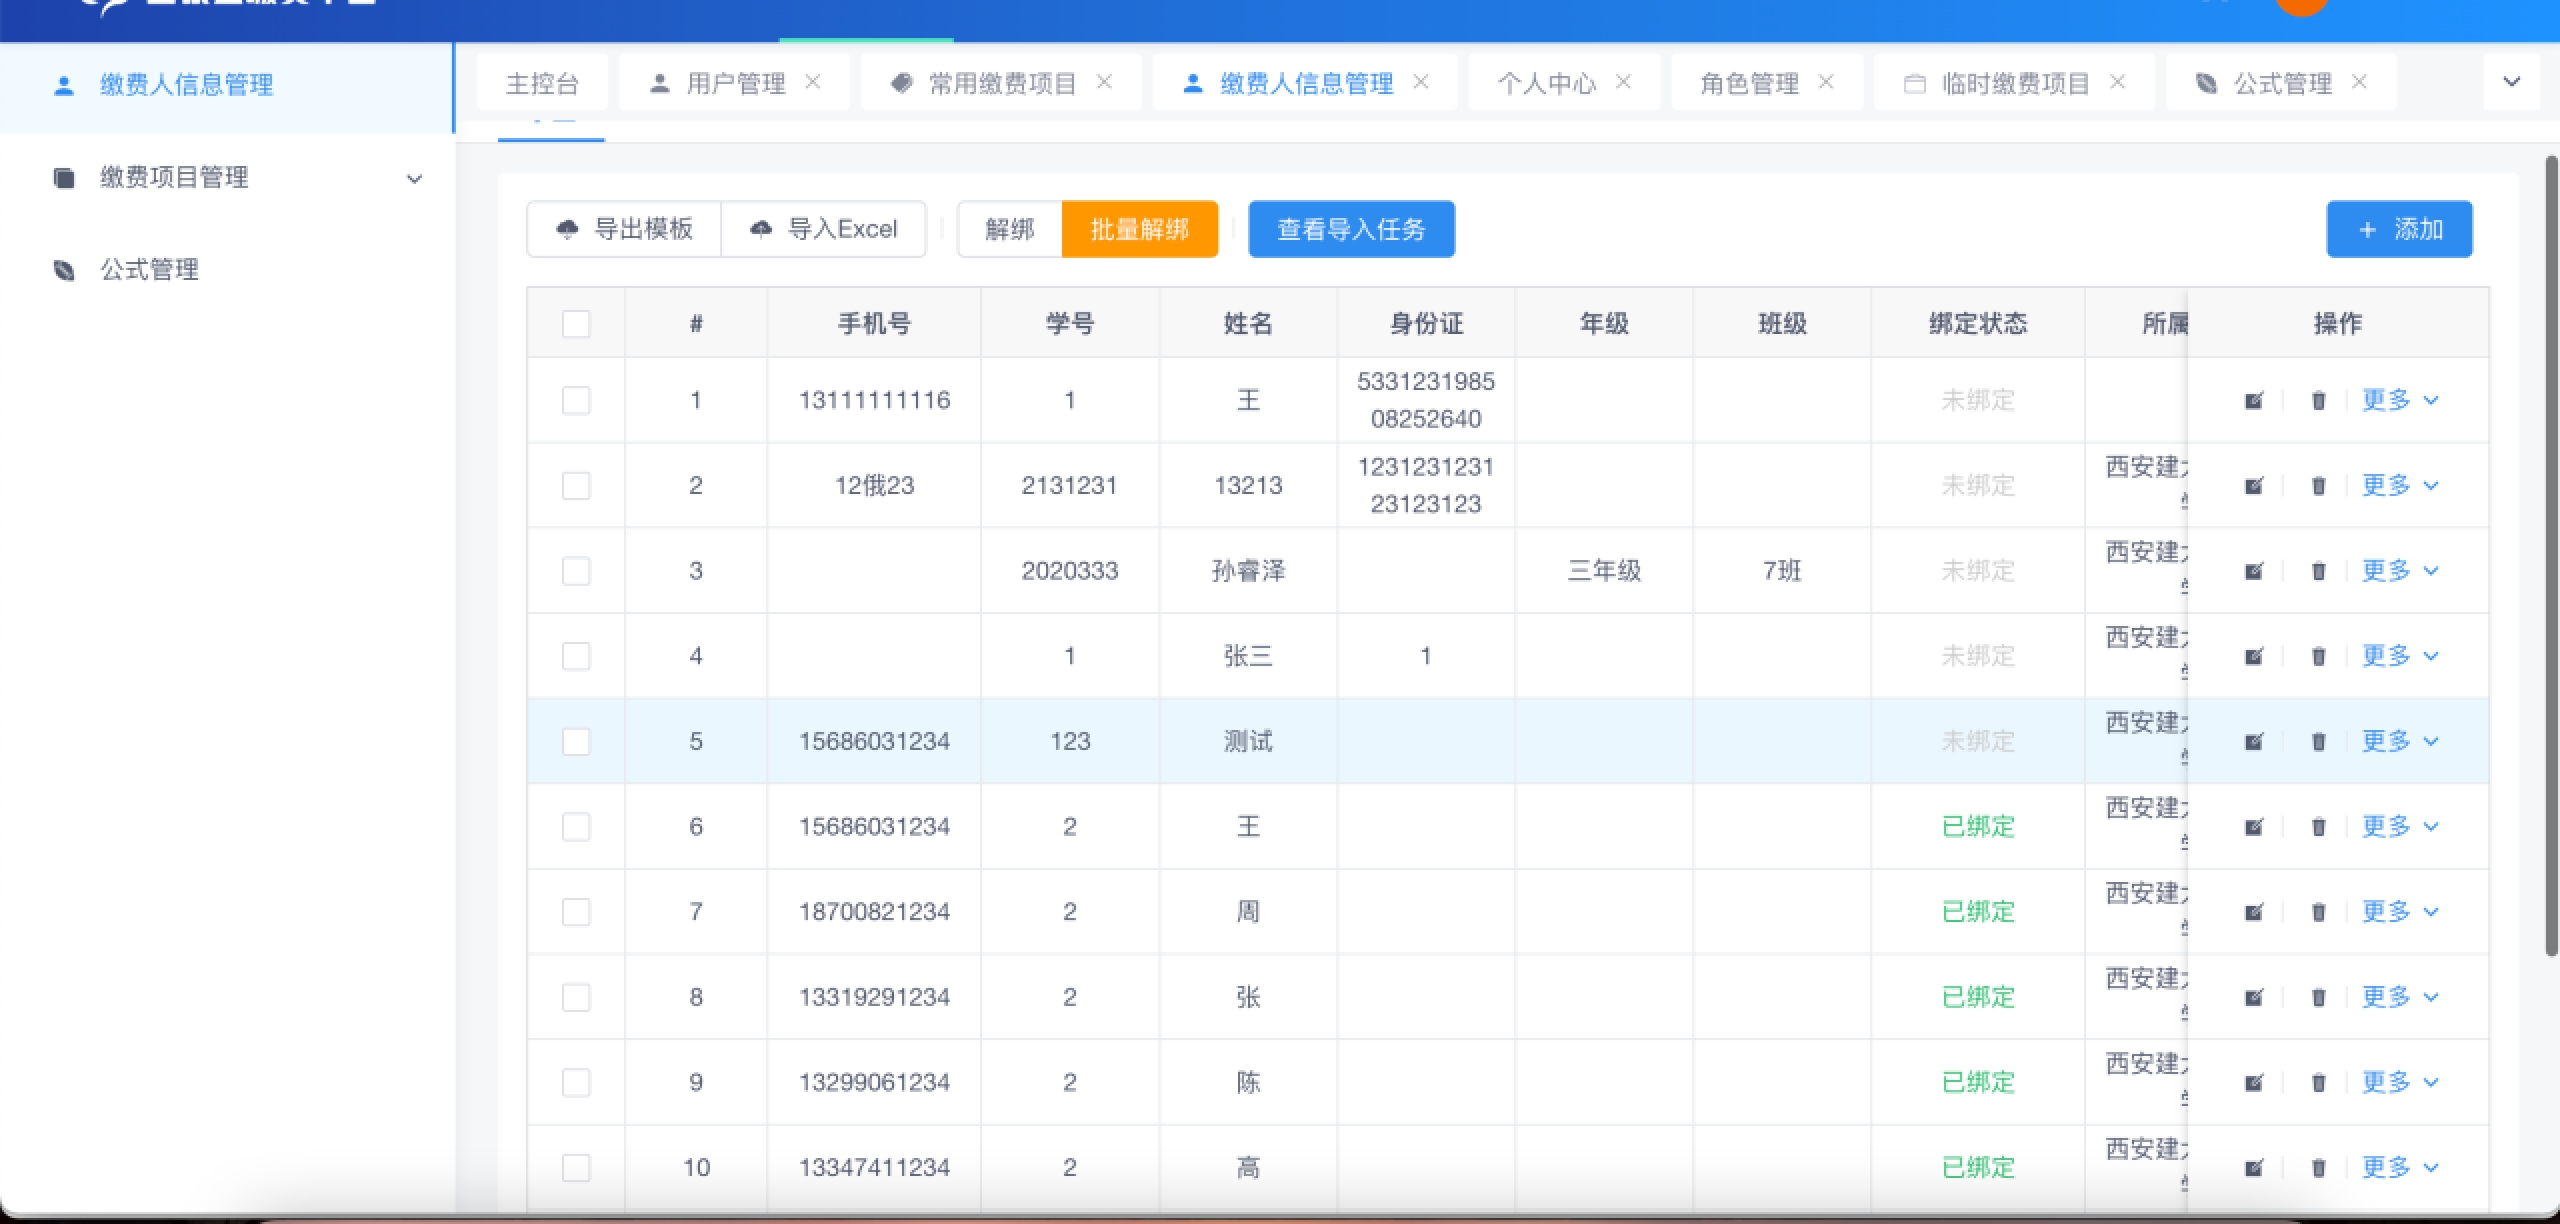 缴费人信息管理
缴费项目管理
公式管理
主控台 用户管理 常用缴费项目 缴费人信息管理 个人中心 角色管理 临时缴费项目 公式管理
导出模板 导入Excel 解绑 批量解绑 查看导入任务 + 添加
# 手机号 学号 姓名 身份证 年级 班级 绑定状态 所属 操作
1 13111111116 1 王 5331231985 未绑定 更多
08252640
2 12俄23 2131231 13213 1231231231 未绑定 西安建 更多
23123123
3 2020333 孙睿泽 三年级 7班 未绑定 西安建 更多
4 1 张三 1 未绑定 西安建 更多
5 15686031234 123 测试 未绑定 西安建 更多
6 15686031234 2 王 已绑定 西安建 更多
7 18700821234 2 周 已绑定 西安建 更多
8 13319291234 2 张 已绑定 西安建 更多
9 13299061234 2 陈 已绑定 西安建 更多
10 13347411234 2 高 已绑定 西安建 更多